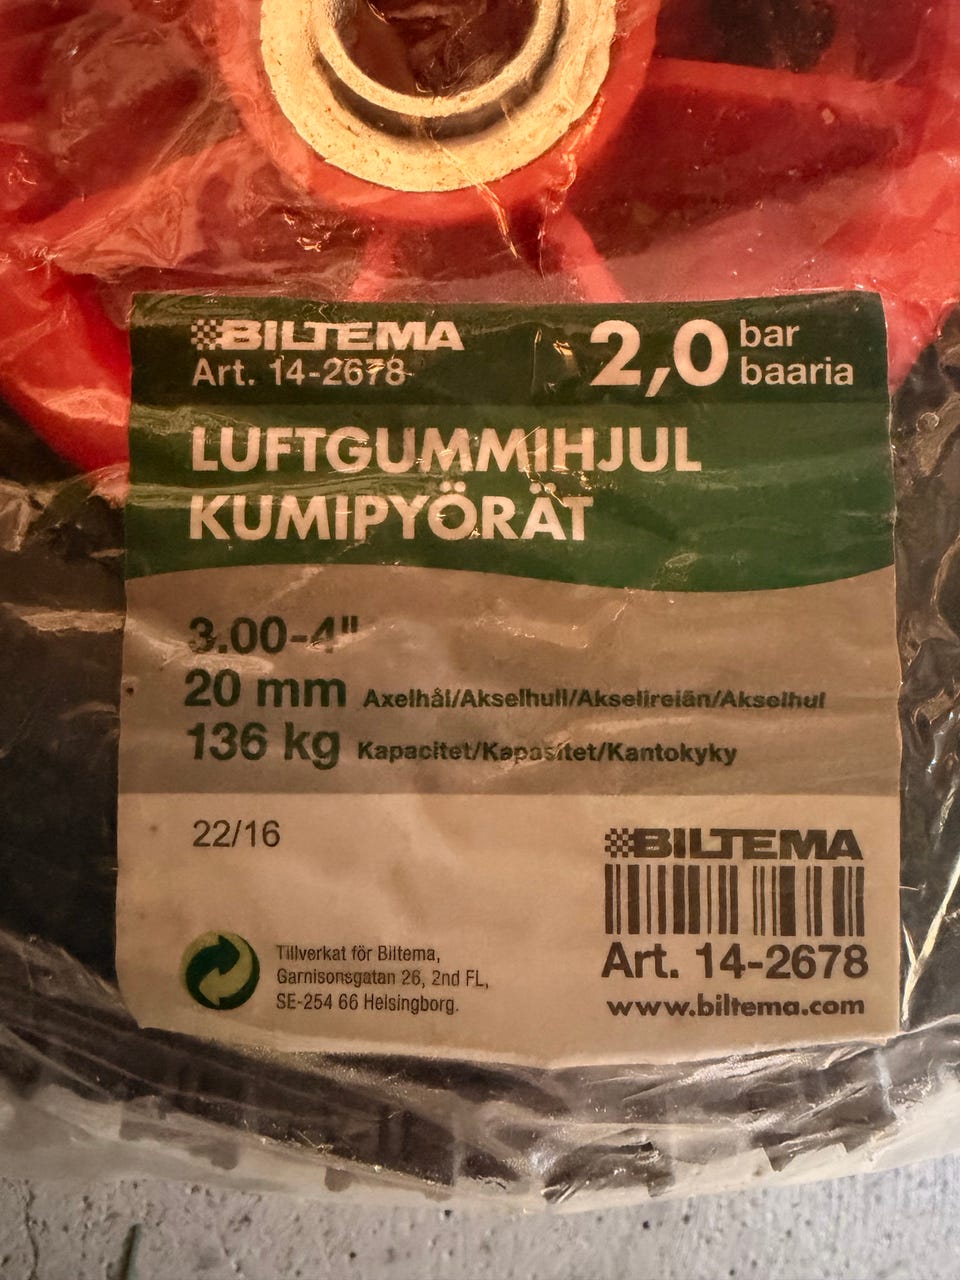 BILTEMA
Art. 14-2678
2,0 bar
baaria
LUFTGUMMIHJUL
KUMIPYÖRÄT
3.00-4"
20 mm Axelhål/Akselhull/Akselireiän/Akselhul
136 kg Kapacitet/Kapasitet/Kantokyky
22/16
Tillverkat för Biltema,
Garnisonsgatan 26, 2nd FL,
SE-254 66 Helsingborg.
BILTEMA
Art. 14-2678
www.biltema.com